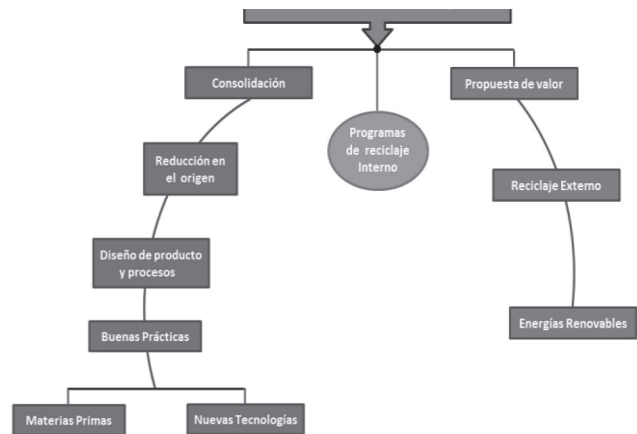 Consolidación
Propuesta de valor
Programas
de reciclaje
Interno
Reducción en
el origen
Reciclaje Externo
Diseño de producto
y procesos
Buenas Prácticas
Energías Renovables
Materias Primas
Nuevas Tecnologías